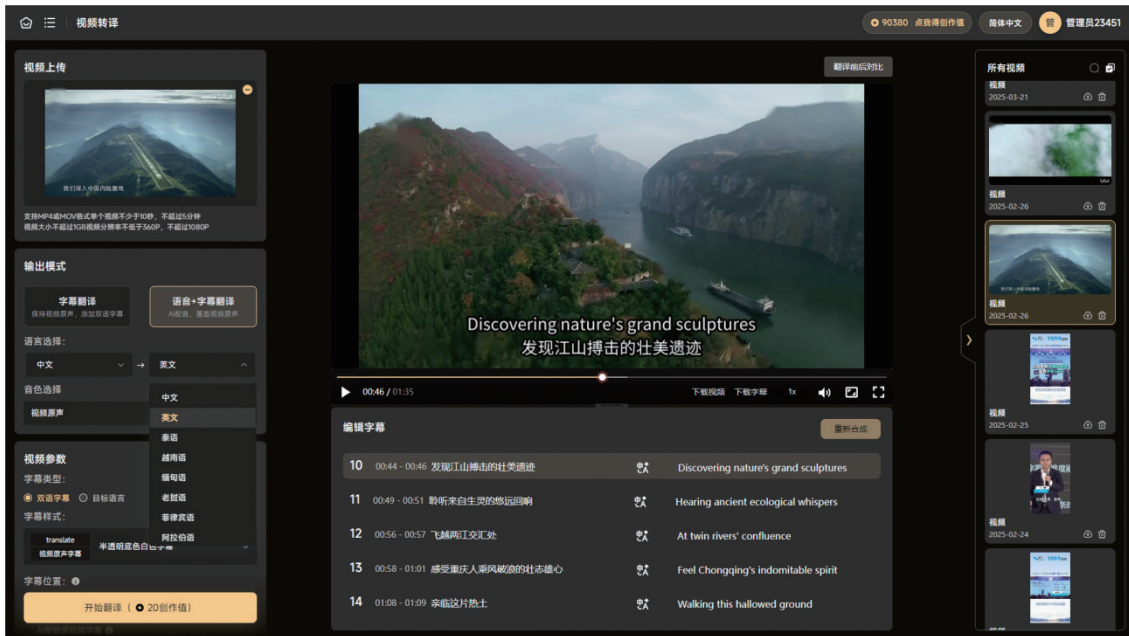 视频转译
90380 点我得创作值
简体中文
管
管理员23451
视频上传
我们深入中国内陆腹地
支持MP4或MOV格式单个视频不少于10秒，不超过5分钟
视频大小不超过1GB视频分辨率不低于360P，不超过1080P
输出模式
字幕翻译
保持视频原声，添加双语字幕
语音+字幕翻译
AI配音，覆盖视频原声
语言选择：
中文
→
英文
音色选择
视频原声
中文
英文
泰语
越南语
缅甸语
老挝语
菲律宾语
阿拉伯语
视频参数
字幕类型：
双语字幕
目标语言
字幕样式：
translate
视频原声字幕
半透明底色白色字幕
字幕位置：
开始翻译（ 20创作值）
翻译前后对比
Discovering nature's grand sculptures
发现江山搏击的壮美遗迹
00:46 / 01:35
下载视频 下载字幕 1x
编辑字幕
重新合成
10 00:44 - 00:46 发现江山搏击的壮美遗迹 Discovering nature's grand sculptures
11 00:49 - 00:51 聆听来自生灵的悠远回响 Hearing ancient ecological whispers
12 00:56 - 00:57 飞越两江交汇处 At twin rivers' confluence
13 00:58 - 01:01 感受重庆人乘风破浪的壮志雄心 Feel Chongqing's indomitable spirit
14 01:08 - 01:09 亲临这片热土 Walking this hallowed ground
所有视频
视频
2025-03-21
视频
2025-02-26
视频
2025-02-26
视频
2025-02-25
视频
2025-02-24